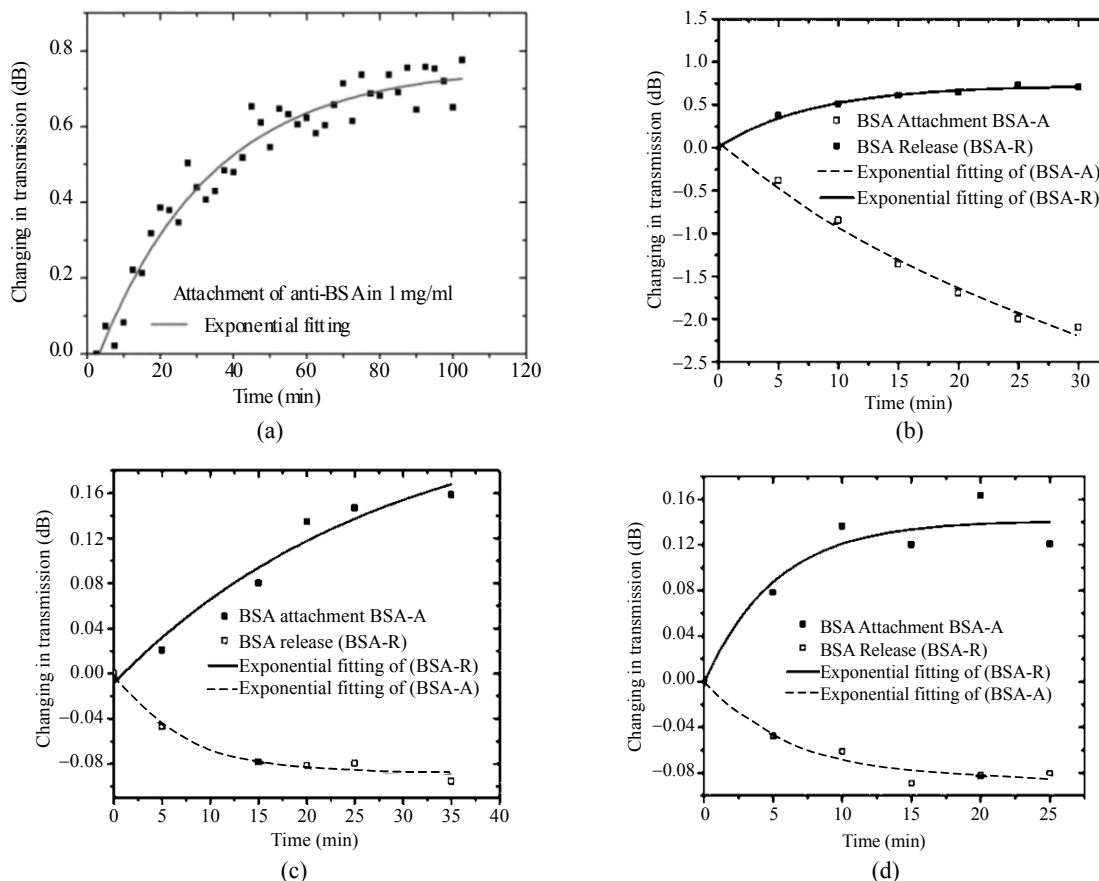 0.8
0.6
0.4
0.2
0.0
0 20 40 60 80 100 120
Changing in transmission (dB)
Time (min)
Attachment of anti-BSAin 1 mg/ml
Exponential fitting
(a)
1.5
1.0
0.5
0.0
−0.5
−1.0
−1.5
−2.0
−2.5
0 5 10 15 20 25 30
Changing in transmission (dB)
Time (min)
BSA Attachment BSA-A
BSA Release (BSA-R)
Exponential fitting of (BSA-A)
Exponential fitting of (BSA-R)
(b)
0.16
0.12
0.08
0.04
0.00
−0.04
−0.08
0 5 10 15 20 25 30 35 40
Changing in transmission (dB)
Time (min)
BSA attachment BSA-A
BSA release (BSA-R)
Exponential fitting of (BSA-R)
Exponential fitting of (BSA-A)
(c)
0.16
0.12
0.08
0.04
0.00
−0.04
−0.08
0 5 10 15 20 25
Changing in transmission (dB)
Time (min)
BSA Attachment BSA-A
BSA Release (BSA-R)
Exponential fitting of (BSA-R)
Exponential fitting of (BSA-A)
(d)